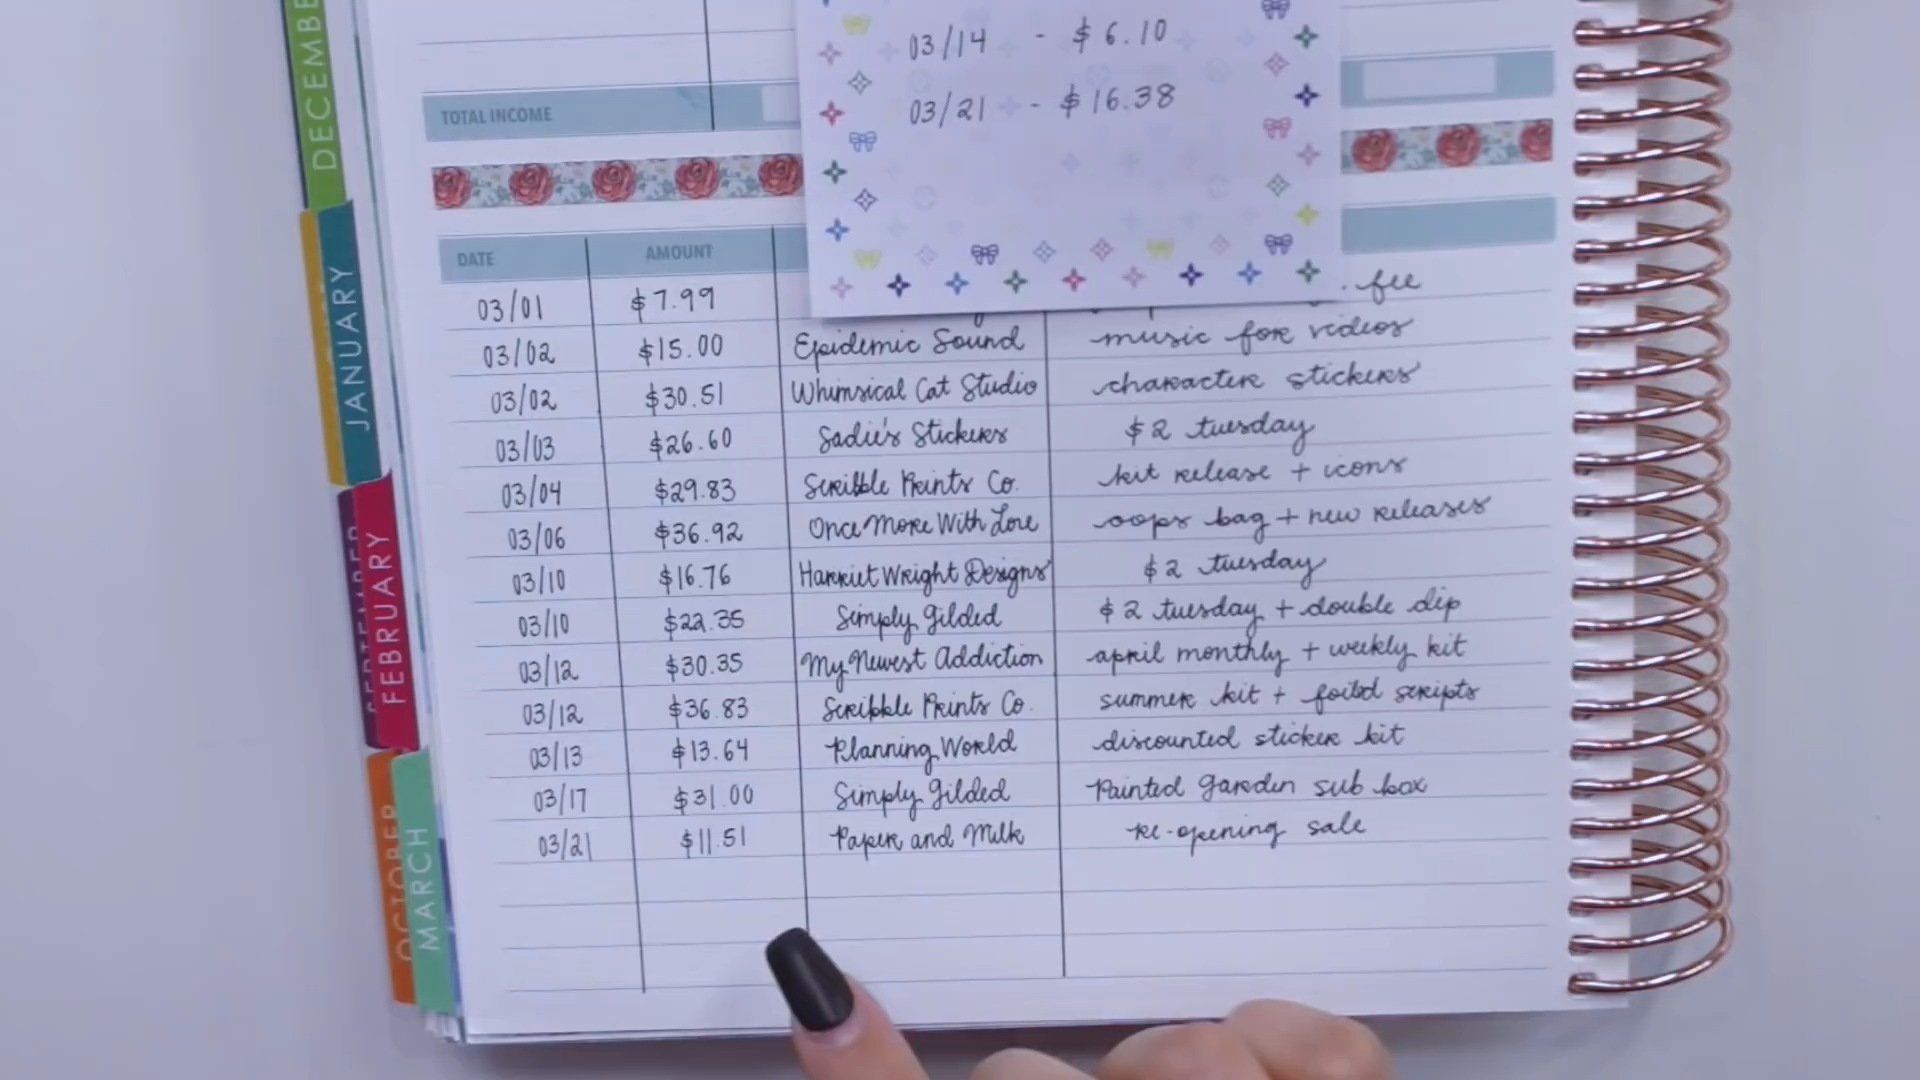 03/14 - $6.10
03/21 - $16.38
TOTAL INCOME
DATE AMOUNT
03/01 $7.99 fee
03/02 $15.00 Epidemic Sound music for videos
03/02 $30.51 Whimsical Cat Studio character stickers
03/03 $26.60 Sadie's Stickers $2 tuesday
03/04 $29.83 Scribble Prints Co. kit release + icons
03/06 $36.92 Once More With Love oops bag + new releases
03/10 $16.76 Harriet Wright Designs $2 tuesday
03/10 $22.35 Simply Gilded $2 tuesday + double dip
03/12 $30.35 My Newest Addiction april monthly + weekly kit
03/12 $36.83 Scribble Prints Co. summer kit + foiled scripts
03/13 $13.64 Planning World discounted sticker kit
03/17 $31.00 Simply Gilded Painted Garden sub box
03/21 $11.51 Paper and Milk re-opening sale
DECEMBE
JANUARY
SEPTEMBER
FEBRUARY
OCTOBER
MARCH